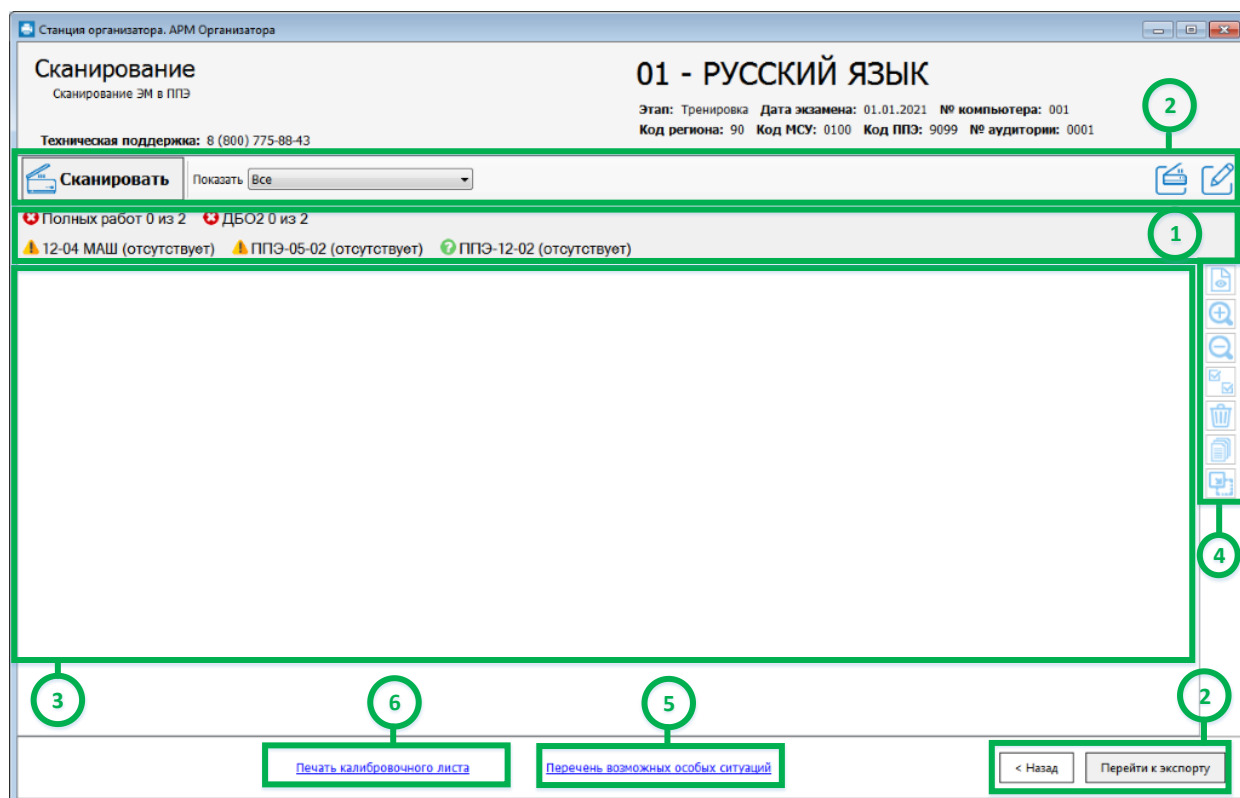 Станция организатора. АРМ Организатора
Сканирование
Сканирование ЭМ в ППЭ
Техническая поддержка: 8 (800) 775-88-43
01 - РУССКИЙ ЯЗЫК
Этап: Тренировка Дата экзамена: 01.01.2021 № компьютера: 001
Код региона: 90 Код МСУ: 0100 Код ППЭ: 9099 № аудитории: 0001
2
Сканировать Показать Все
Полных работ 0 из 2 ДБО2 0 из 2
12-04 МАШ (отсутствует) ППЭ-05-02 (отсутствует) ППЭ-12-02 (отсутствует)
1
4
3
6
5
2
Печать калибровочного листа Перечень возможных особых ситуаций < Назад Перейти к экспорту